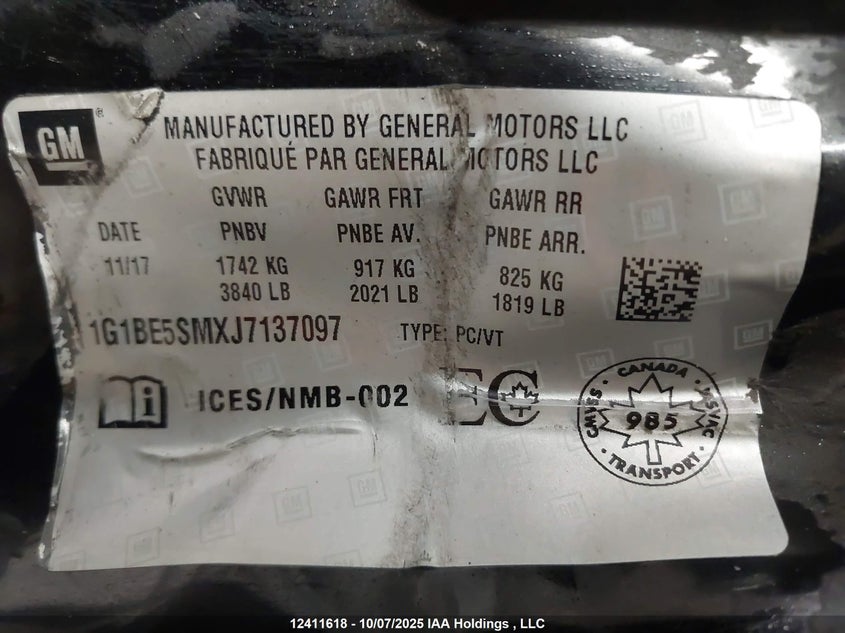 GM®
MANUFACTURED BY GENERAL MOTORS LLC
FABRIQUÉ PAR GENERAL MOTORS LLC
GVWR GAWR FRT GAWR RR
DATE PNBV PNBE AV. PNBE ARR.
11/17 1742 KG 917 KG 825 KG
3840 LB 2021 LB 1819 LB
1G1BE5SMXJ7137097 TYPE: PC/VT
i ICES/NMB-002 EC
CANADA
CMVSS 985 NSVAC
TRANSPORT
12411618 - 10/07/2025 IAA Holdings , LLC